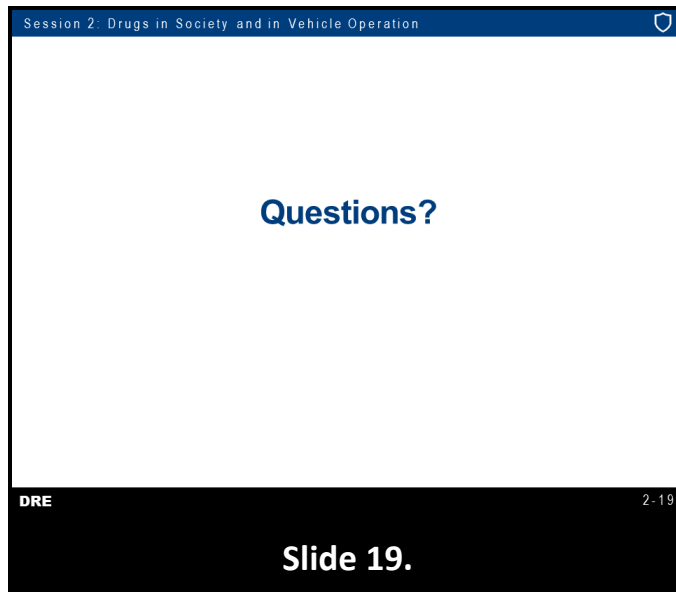 Session 2: Drugs in Society and in Vehicle Operation
Questions?
DRE 2-19
Slide 19.